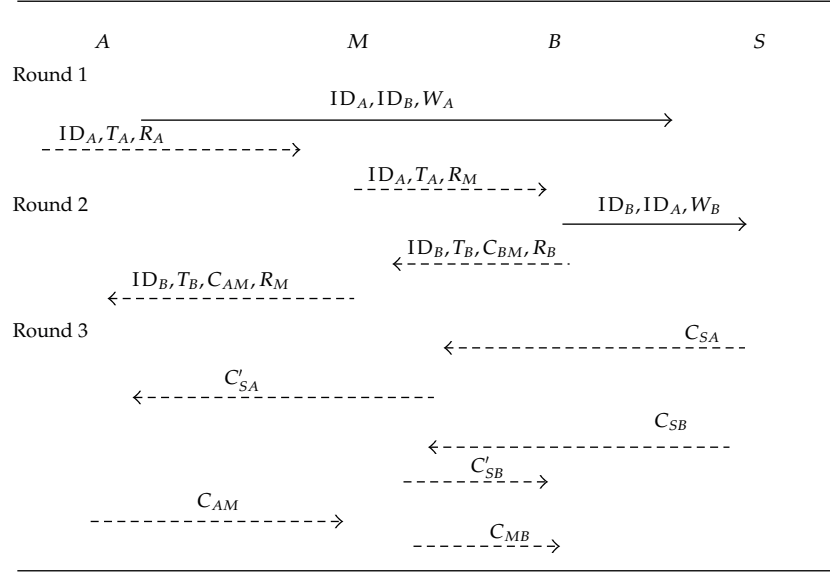 A M B S
Round 1
ID_A, ID_B, W_A
ID_A, T_A, R_A
ID_A, T_A, R_M
Round 2
ID_B, ID_A, W_B
ID_B, T_B, C_BM, R_B
ID_B, T_B, C_AM, R_M
Round 3
C_SA
C′_SA
C_SB
C′_SB
C_AM
C_MB